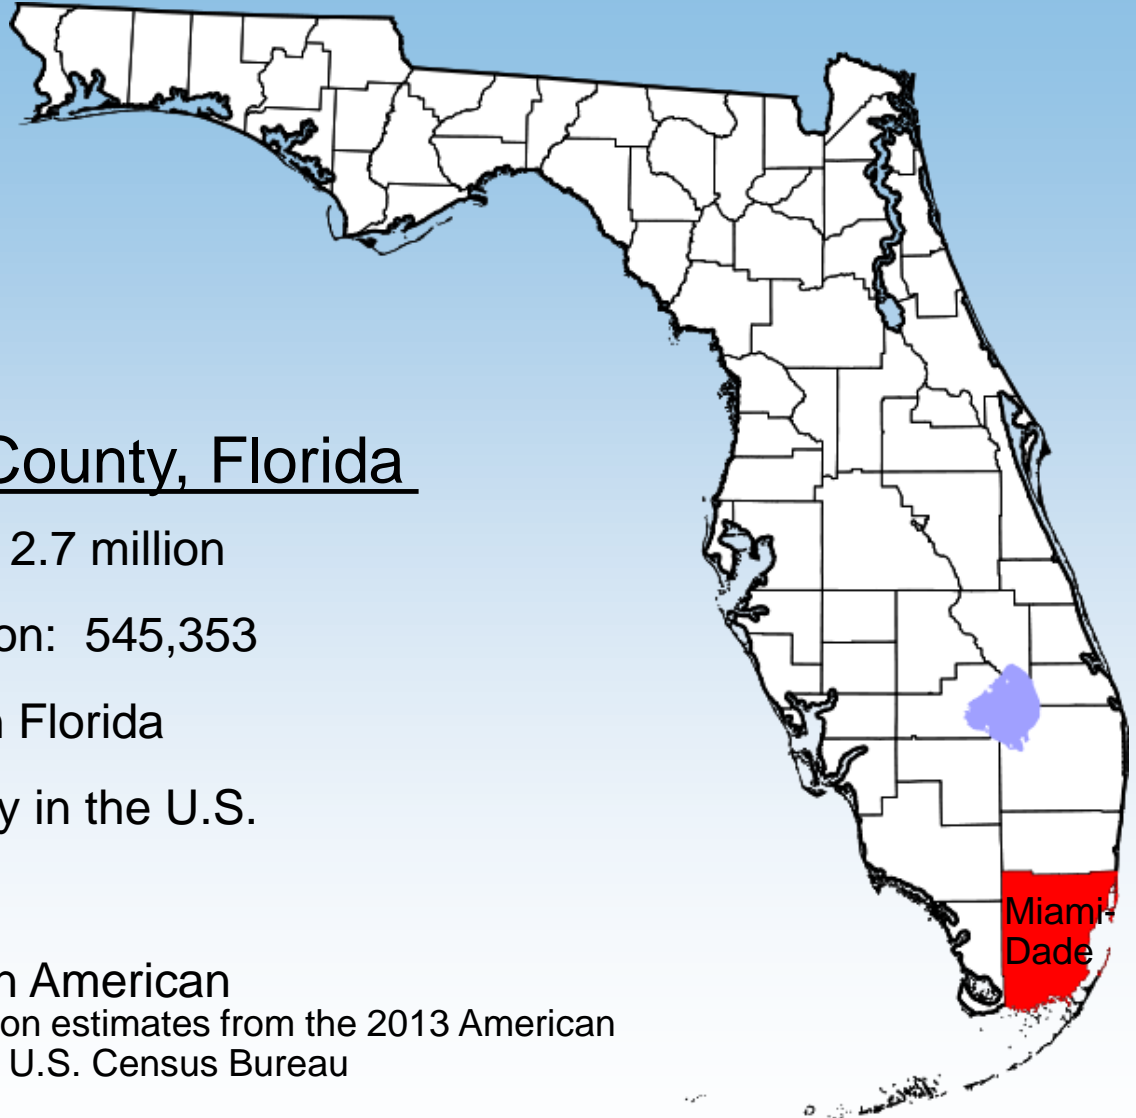 County, Florida
2.7 million
on: 545,353
n Florida
y in the U.S.
Miami-
Dade
n American
on estimates from the 2013 American
U.S. Census Bureau